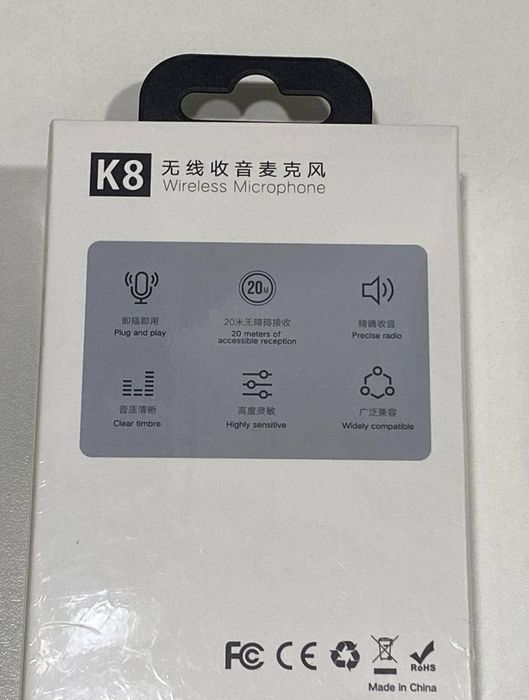 K8 无线收音麦克风
Wireless Microphone
20M
即插即用
Plug and play
20米无障碍接收
20 meters of
accessible reception
精确收音
Precise radio
音质清晰
Clear timbre
高度灵敏
Highly sensitive
广泛兼容
Widely compatible
FC CE RoHS
Made in China